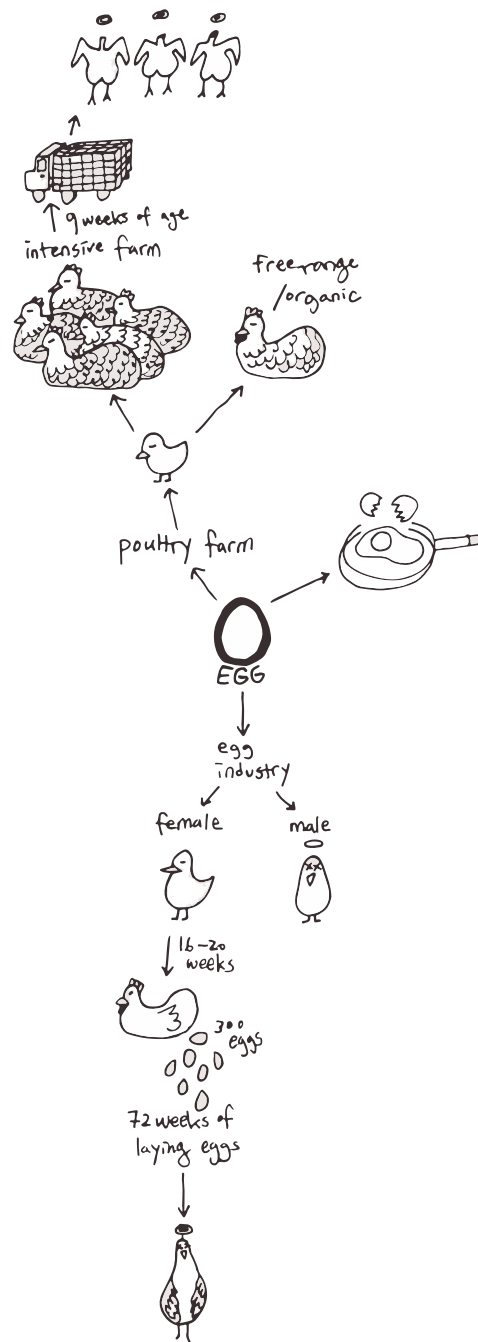 9 weeks of age
intensive farm
free range
/organic
poultry farm
EGG
egg
industry
female
male
16-20
weeks
300
eggs
72 weeks of
laying eggs